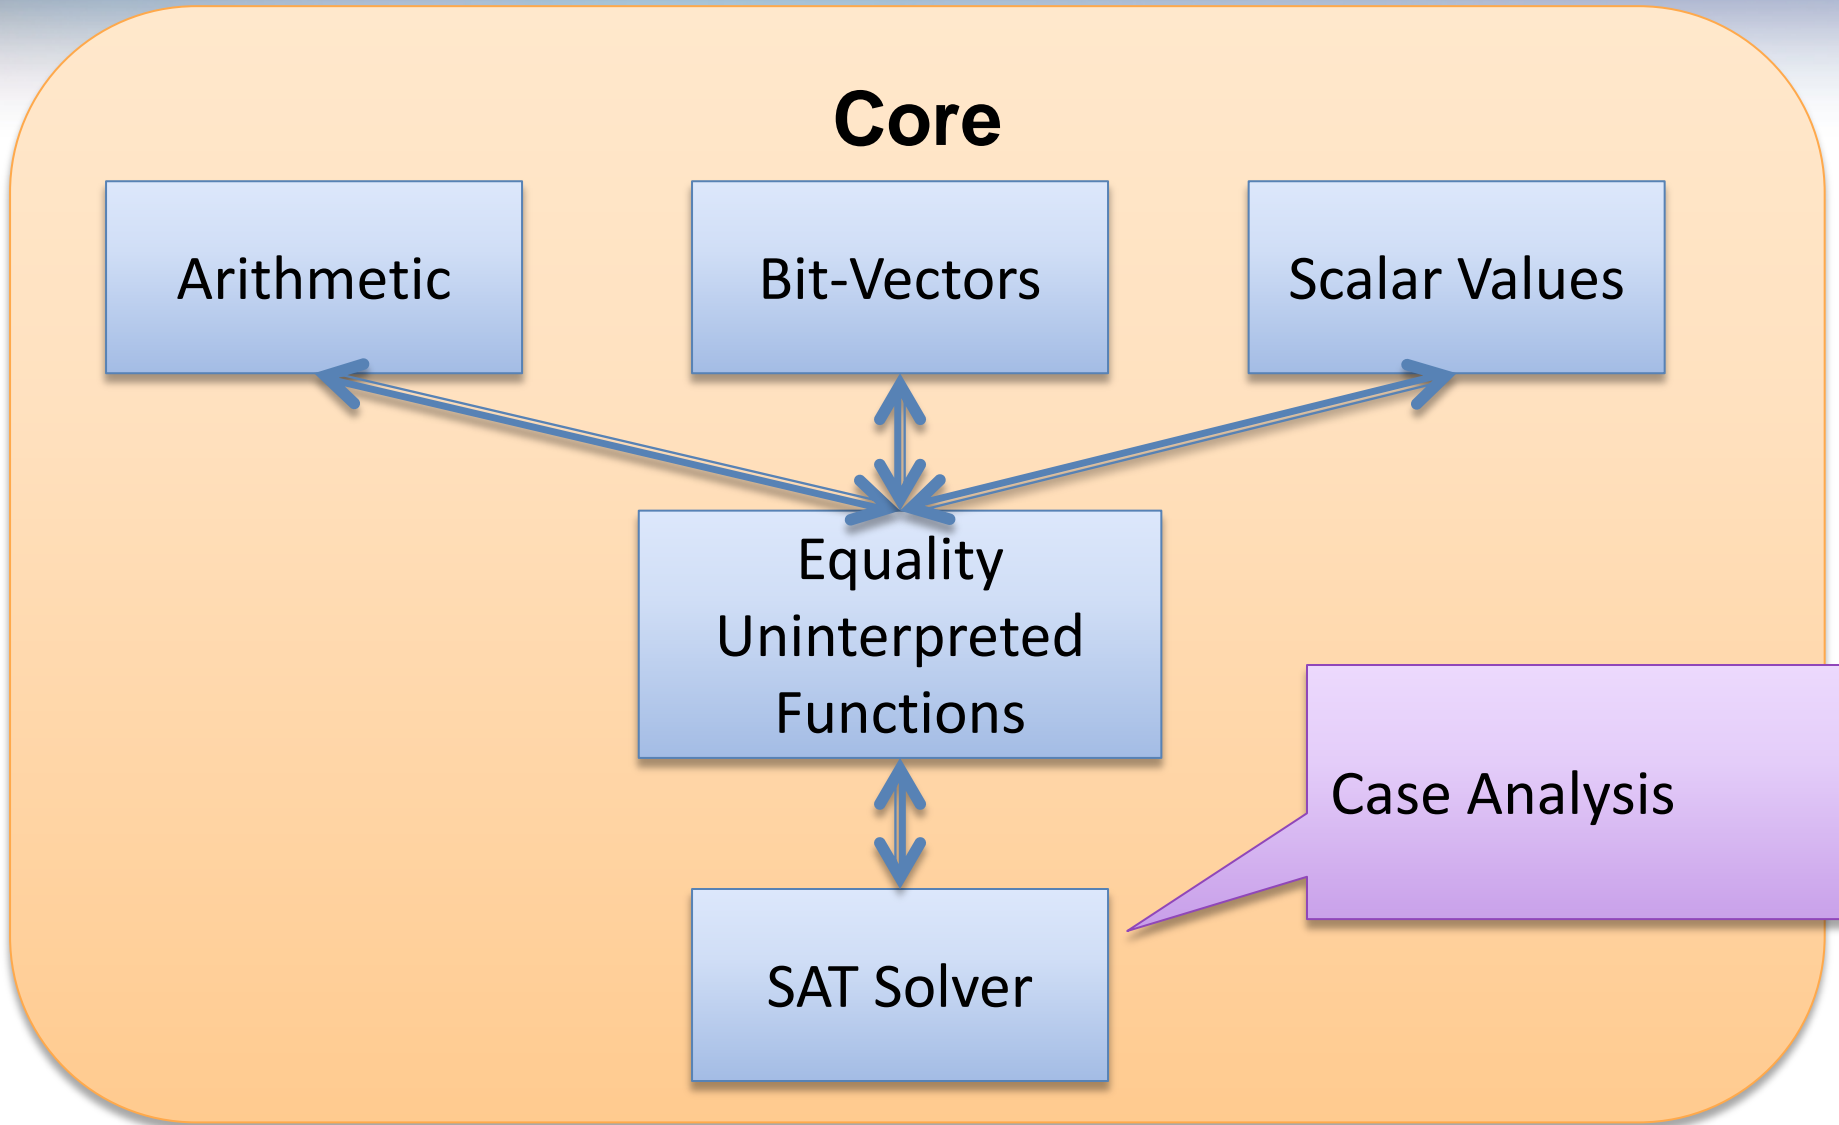 Core
Arithmetic
Bit-Vectors
Scalar Values
Equality
Uninterpreted
Functions
Case Analysis
SAT Solver